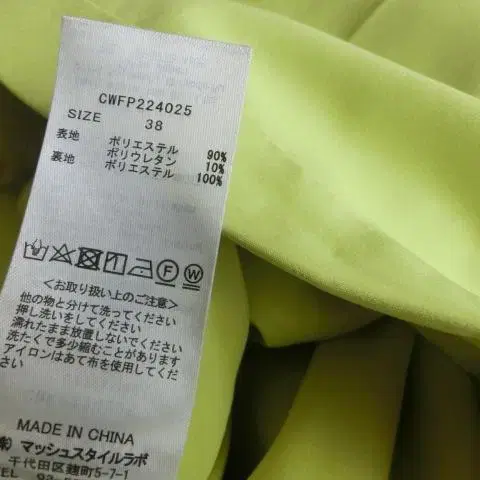 CWFP224025
SIZE 38
表地 ポリエステル 90%
ポリウレタン 10%
裏地 ポリエステル 100%
F W
<お取り扱い上のご注意>
他の物と分けて洗ってください
押し洗いをしてください
濡れたまま放置しないでください
洗たくで多少縮むことがあります
アイロンはあて布を使用してくだ
さい
MADE IN CHINA
㈱ マッシュスタイルラボ
千代田区麹町5-7-1
TEL